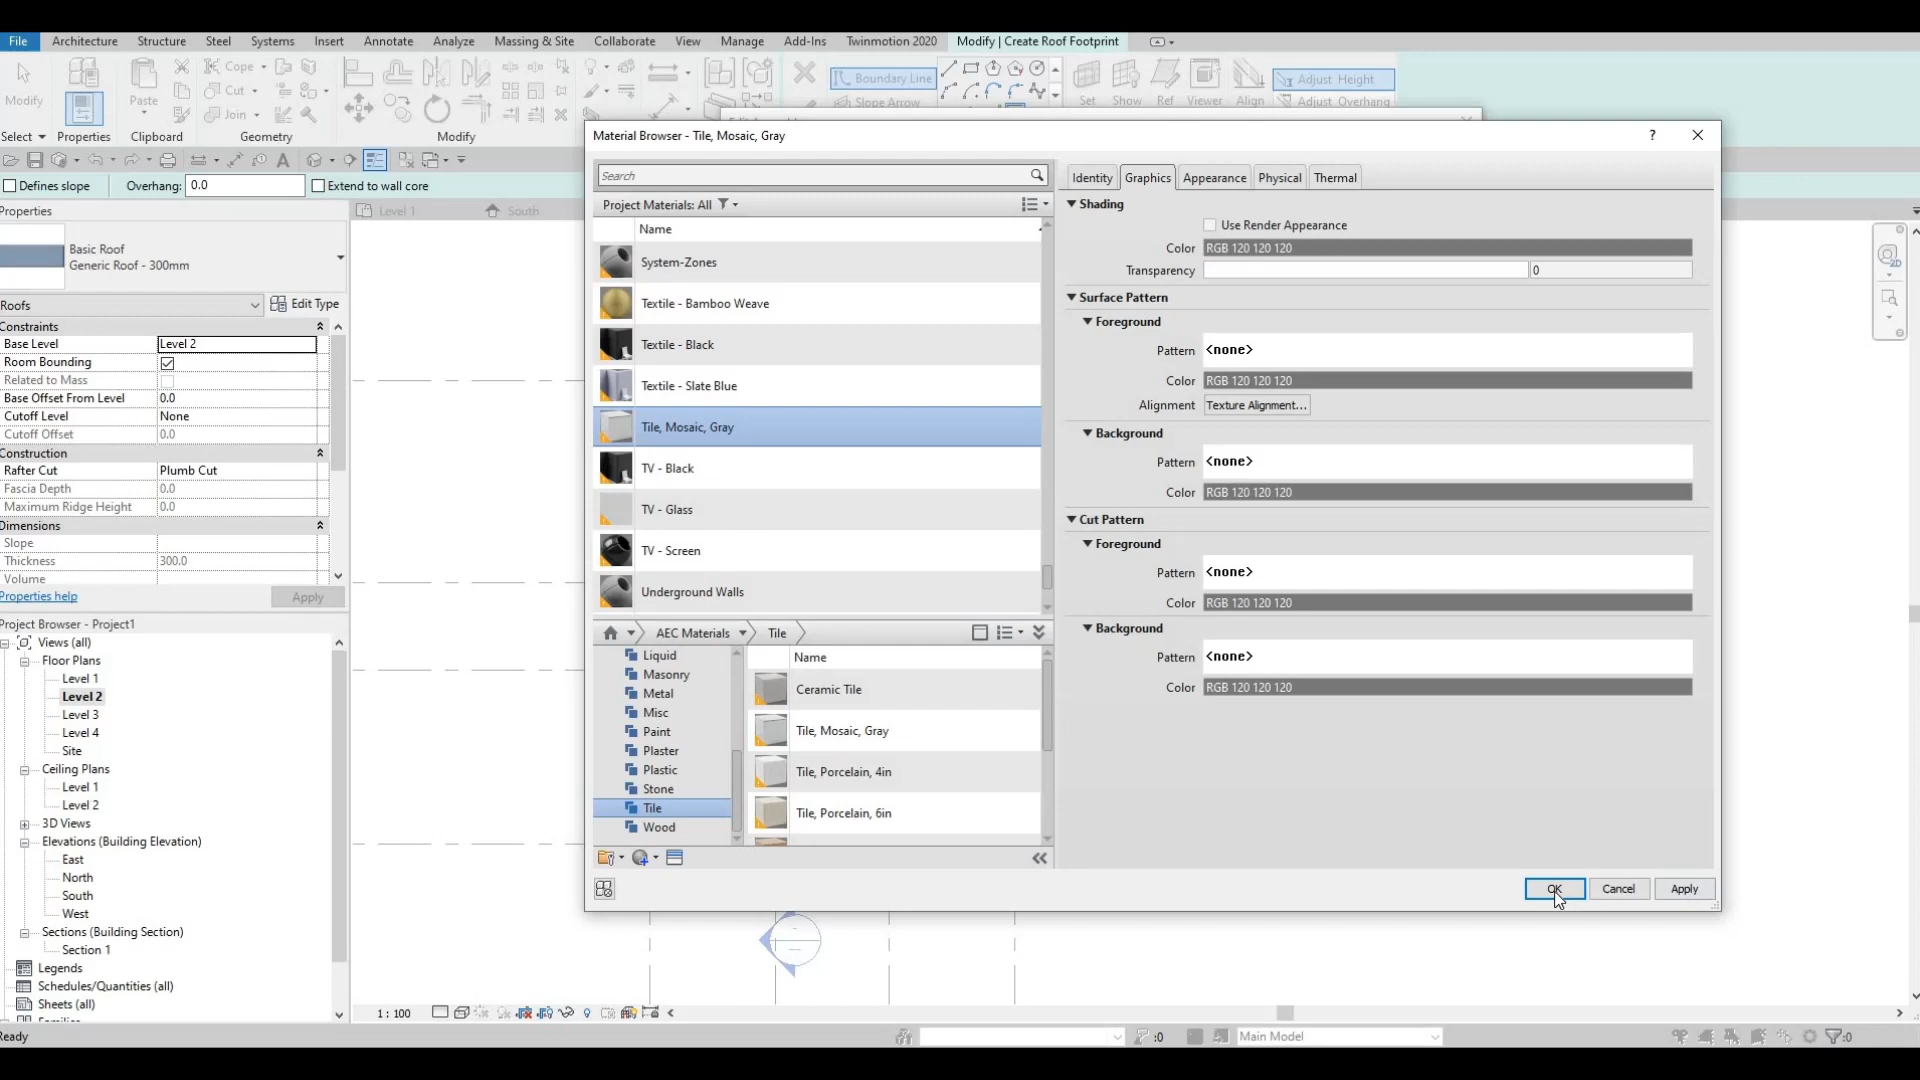 File Architecture Structure Steel Systems Insert Annotate Analyze Massing & Site Collaborate View Manage Add-Ins Twinmotion 2020 Modify | Create Roof Footprint
Cope
Boundary Line
Adjust Height
Modify
Paste
Cut
Join
Slope Arrow
Set Show Ref Viewer Align
Adjust Overhang
Select Properties Clipboard Geometry Modify
Defines slope Overhang: 0.0 Extend to wall core
Properties
Level 1
South
Basic Roof
Generic Roof - 300mm
Roofs
Edit Type
Constraints
Base Level Level 2
Room Bounding
Related to Mass
Base Offset From Level 0.0
Cutoff Level None
Cutoff Offset 0.0
Construction
Rafter Cut Plumb Cut
Fascia Depth 0.0
Maximum Ridge Height 0.0
Dimensions
Slope
Thickness 300.0
Volume
Properties help
Apply
Project Browser - Project1
Views (all)
Floor Plans
Level 1
Level 2
Level 3
Level 4
Site
Ceiling Plans
Level 1
Level 2
3D Views
Elevations (Building Elevation)
East
North
South
West
Sections (Building Section)
Section 1
Legends
Schedules/Quantities (all)
Sheets (all)
Material Browser - Tile, Mosaic, Gray
?
Search
Project Materials: All
Name
System-Zones
Textile - Bamboo Weave
Textile - Black
Textile - Slate Blue
Tile, Mosaic, Gray
TV - Black
TV - Glass
TV - Screen
Underground Walls
AEC Materials
Tile
Liquid
Masonry
Metal
Misc
Paint
Plaster
Plastic
Stone
Tile
Wood
Name
Ceramic Tile
Tile, Mosaic, Gray
Tile, Porcelain, 4in
Tile, Porcelain, 6in
Identity Graphics Appearance Physical Thermal
Shading
Use Render Appearance
Color RGB 120 120 120
Transparency 0
Surface Pattern
Foreground
Pattern <none>
Color RGB 120 120 120
Alignment Texture Alignment...
Background
Pattern <none>
Color RGB 120 120 120
Cut Pattern
Foreground
Pattern <none>
Color RGB 120 120 120
Background
Pattern <none>
Color RGB 120 120 120
OK Cancel Apply
2D
1 : 100
Ready
:0
Main Model
:0